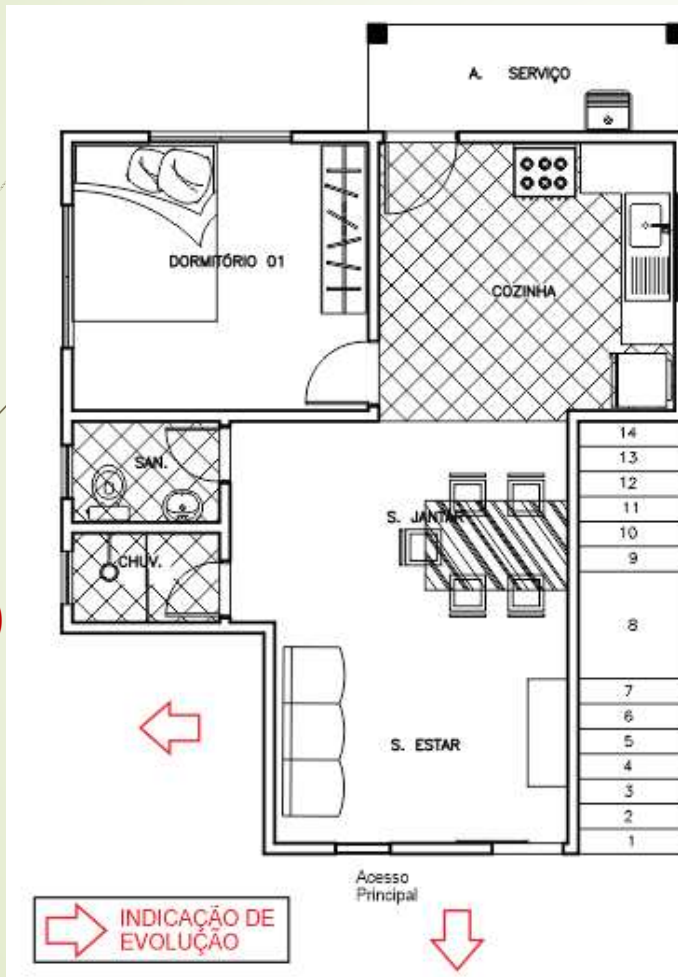 A. SERVIÇO
DORMITÓRIO 01
COZINHA
SAN.
S. JANTAR
CHUV.
S. ESTAR
14
13
12
11
10
9
8
7
6
5
4
3
2
1
Acesso
Principal
INDICAÇÃO DE
EVOLUÇÃO